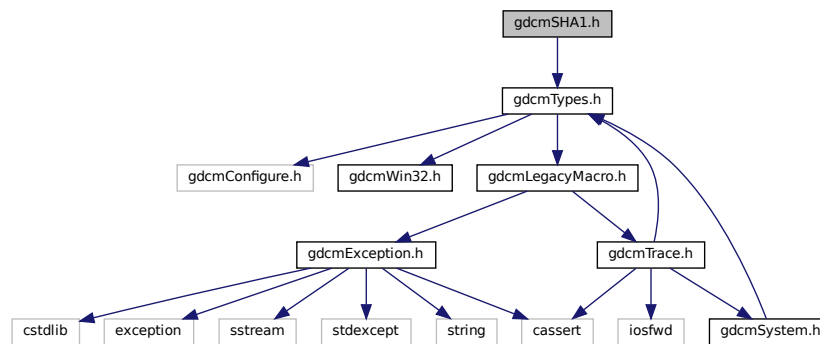 gdcmSHA1.h
gdcmTypes.h
gdcmConfigure.h
gdcmWin32.h
gdcmLegacyMacro.h
gdcmException.h
gdcmTrace.h
cstdlib
exception
sstream
stdexcept
string
cassert
iosfwd
gdcmSystem.h